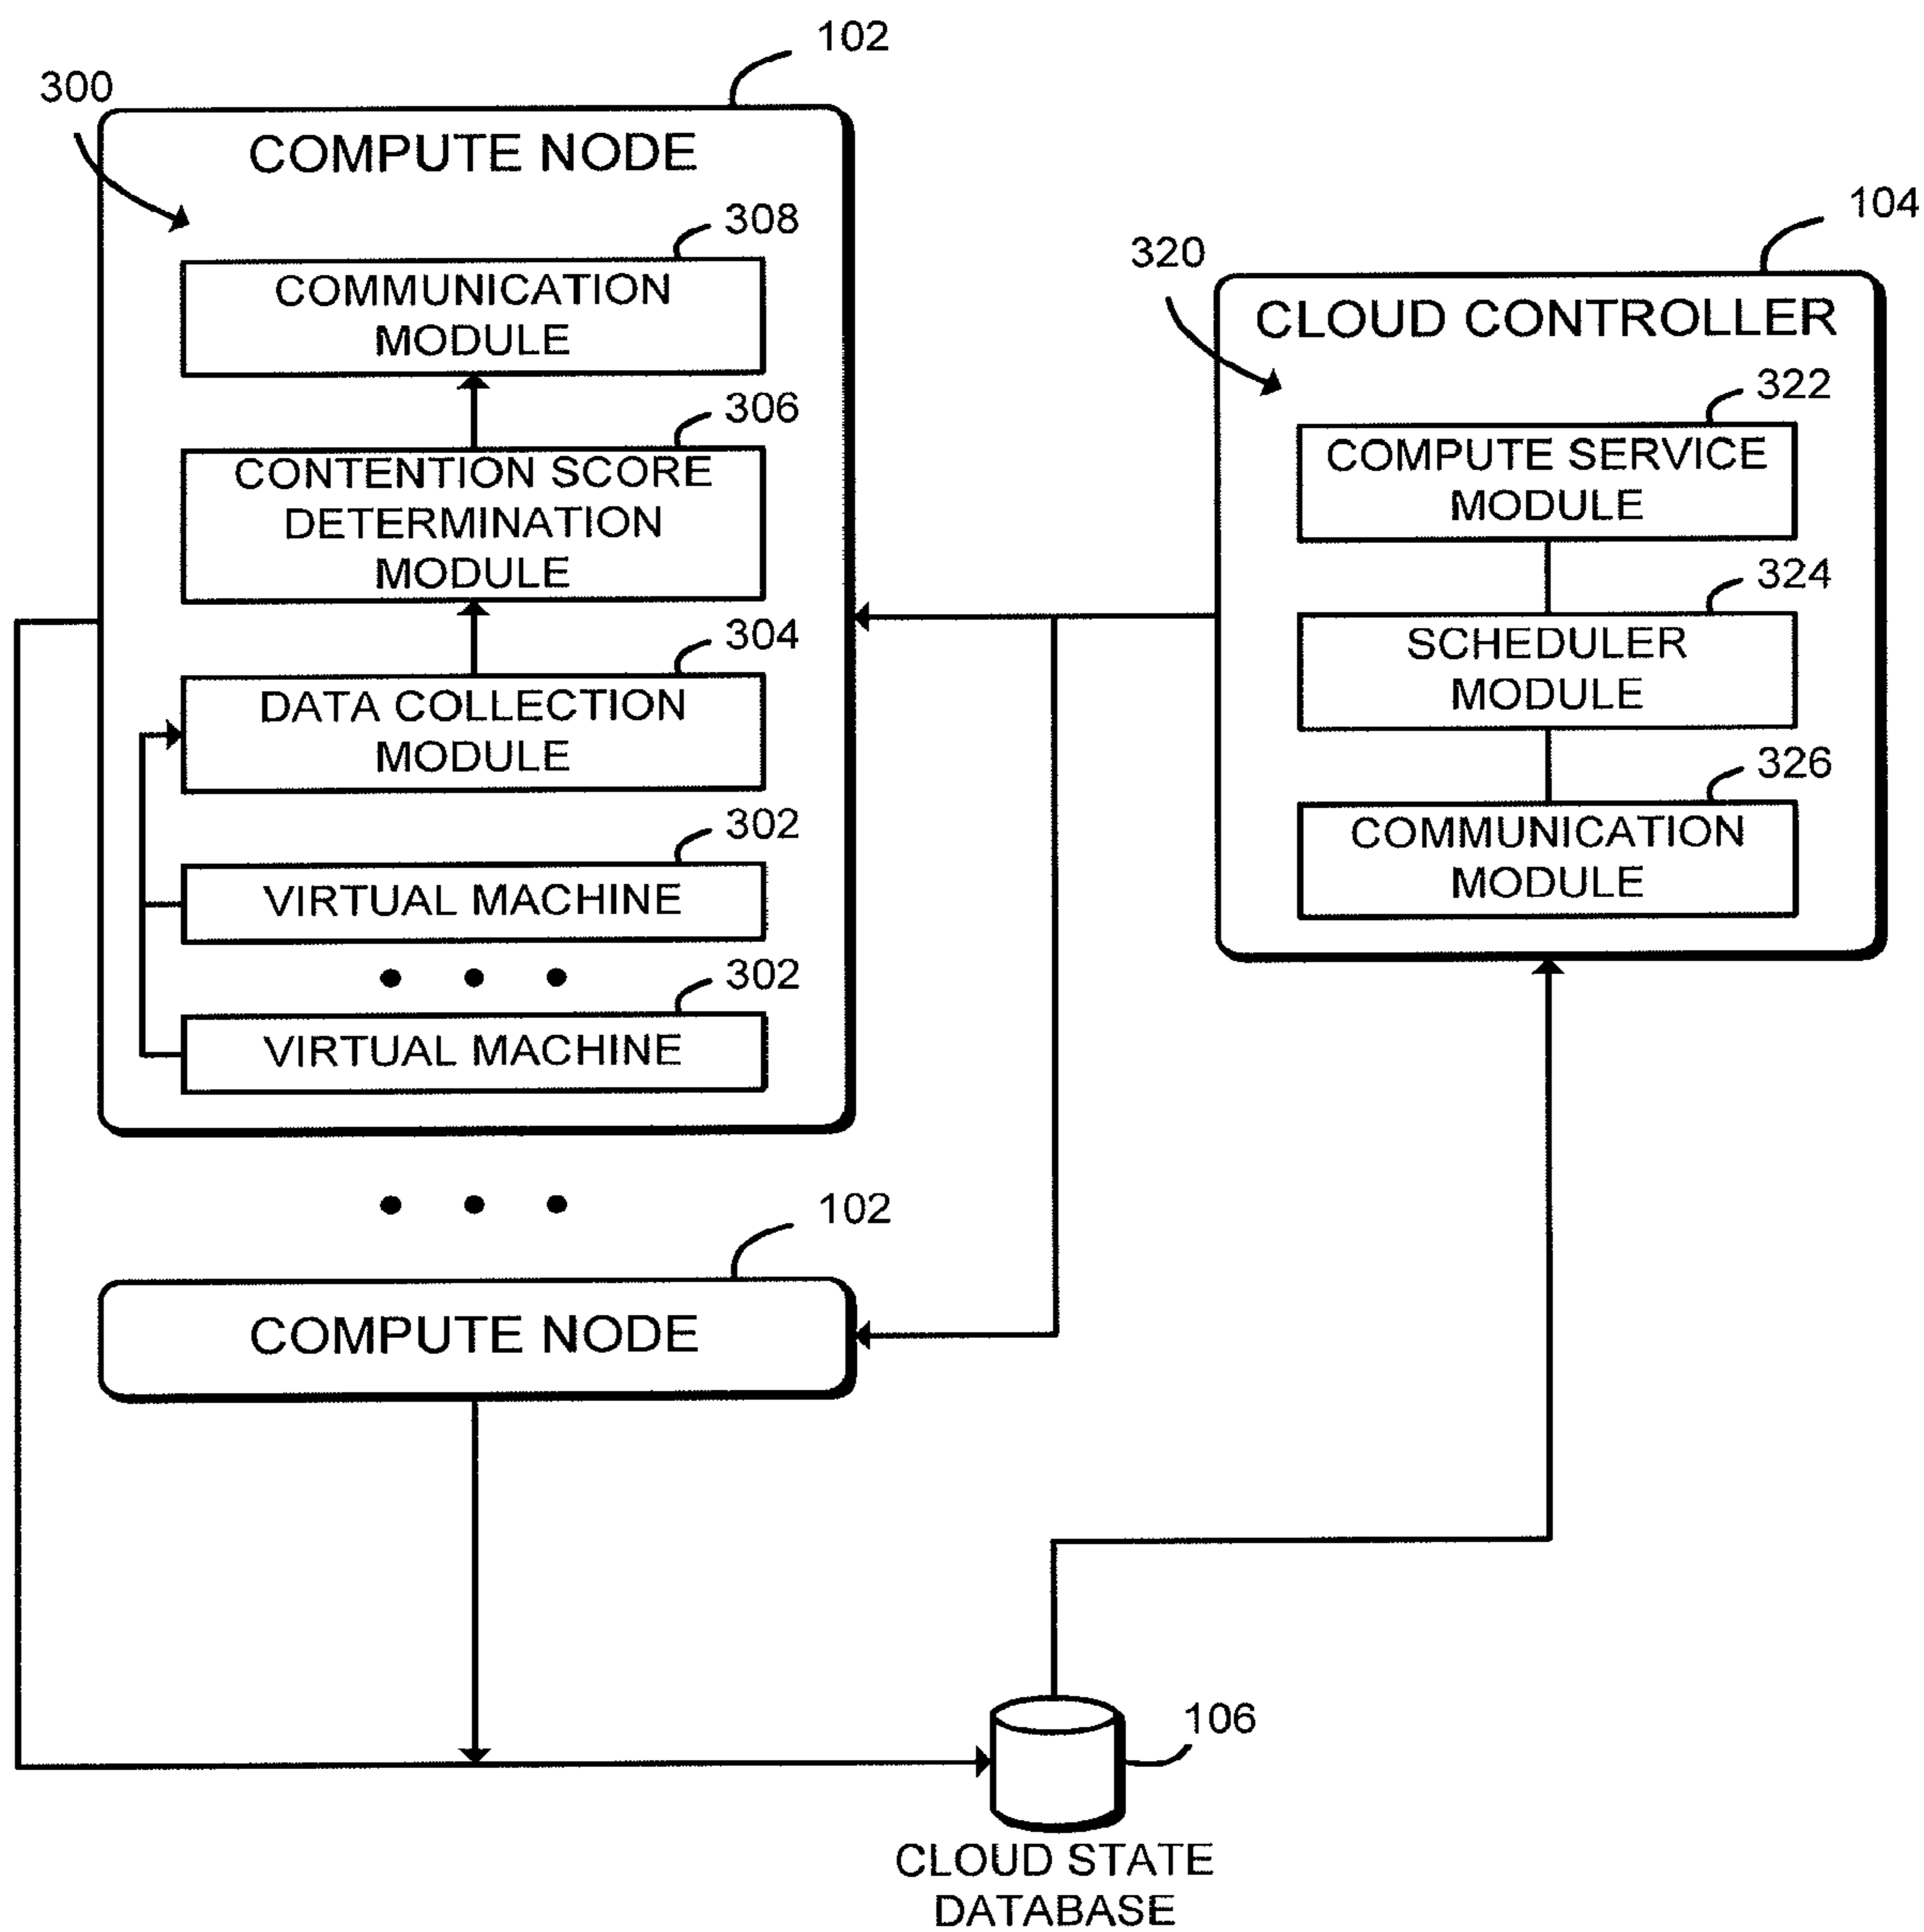 102
300
COMPUTE NODE
308
COMMUNICATION
MODULE
306
CONTENTION SCORE
DETERMINATION
MODULE
304
DATA COLLECTION
MODULE
302
VIRTUAL MACHINE
302
VIRTUAL MACHINE
102
COMPUTE NODE
104
320
CLOUD CONTROLLER
322
COMPUTE SERVICE
MODULE
324
SCHEDULER
MODULE
326
COMMUNICATION
MODULE
106
CLOUD STATE
DATABASE